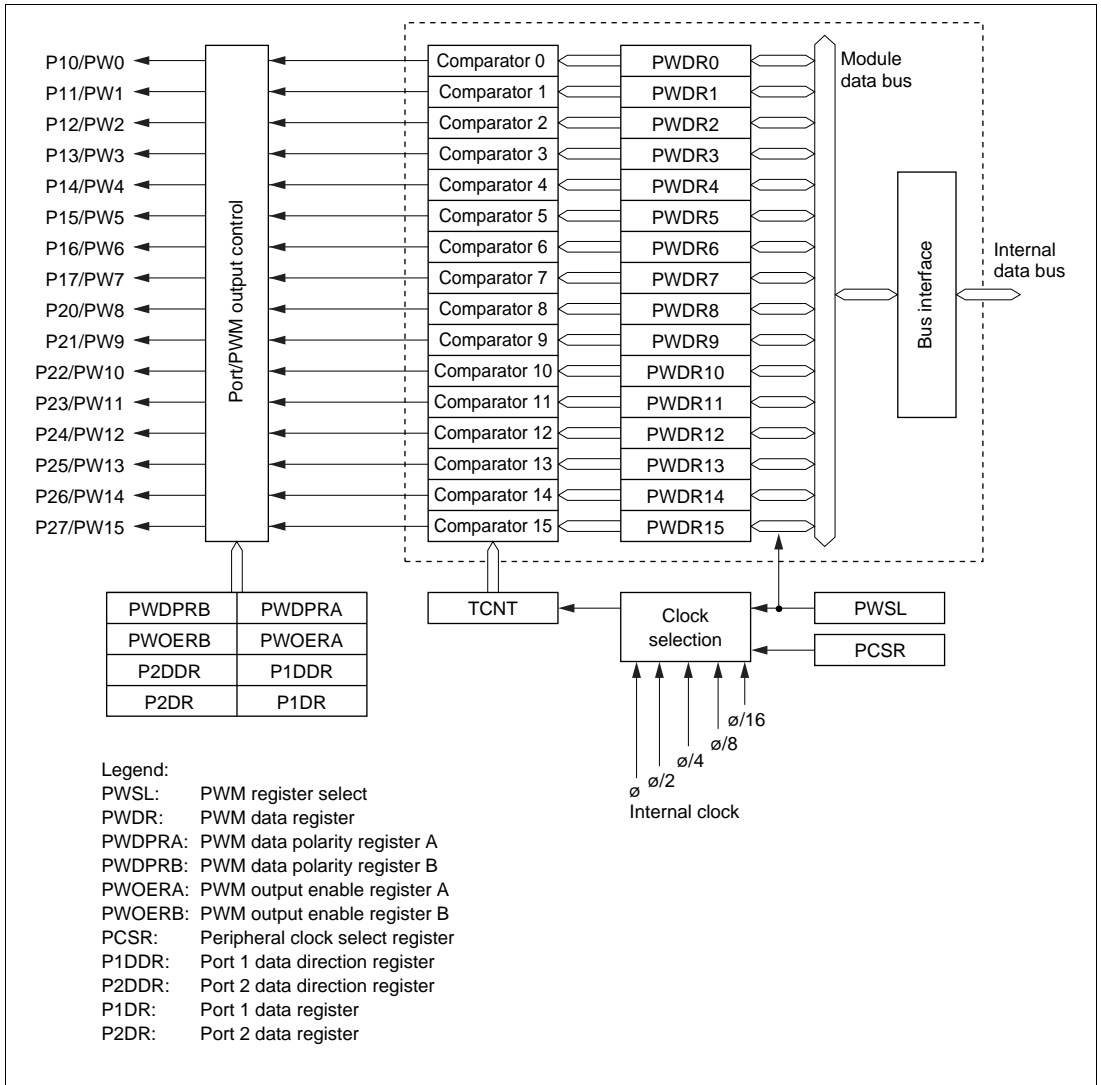 P10/PW0 Comparator 0 PWDR0 Module
data bus
P11/PW1 Comparator 1 PWDR1
P12/PW2 Comparator 2 PWDR2
P13/PW3 Comparator 3 PWDR3
P14/PW4 Comparator 4 PWDR4
P15/PW5 Comparator 5 PWDR5
P16/PW6 Comparator 6 PWDR6
P17/PW7 Comparator 7 PWDR7
P20/PW8 Comparator 8 PWDR8
P21/PW9 Comparator 9 PWDR9
P22/PW10 Comparator 10 PWDR10
P23/PW11 Comparator 11 PWDR11
P24/PW12 Comparator 12 PWDR12
P25/PW13 Comparator 13 PWDR13
P26/PW14 Comparator 14 PWDR14
P27/PW15 Comparator 15 PWDR15
Port/PWM output control
Bus interface
Internal
data bus
PWDPRB PWDPRA
PWOERB PWOERA
P2DDR P1DDR
P2DR P1DR
TCNT
Clock
selection
PWSL
PCSR
ø/16
ø/8
ø/4
ø/2
ø
Internal clock
Legend:
PWSL: PWM register select
PWDR: PWM data register
PWDPRA: PWM data polarity register A
PWDPRB: PWM data polarity register B
PWOERA: PWM output enable register A
PWOERB: PWM output enable register B
PCSR: Peripheral clock select register
P1DDR: Port 1 data direction register
P2DDR: Port 2 data direction register
P1DR: Port 1 data register
P2DR: Port 2 data register